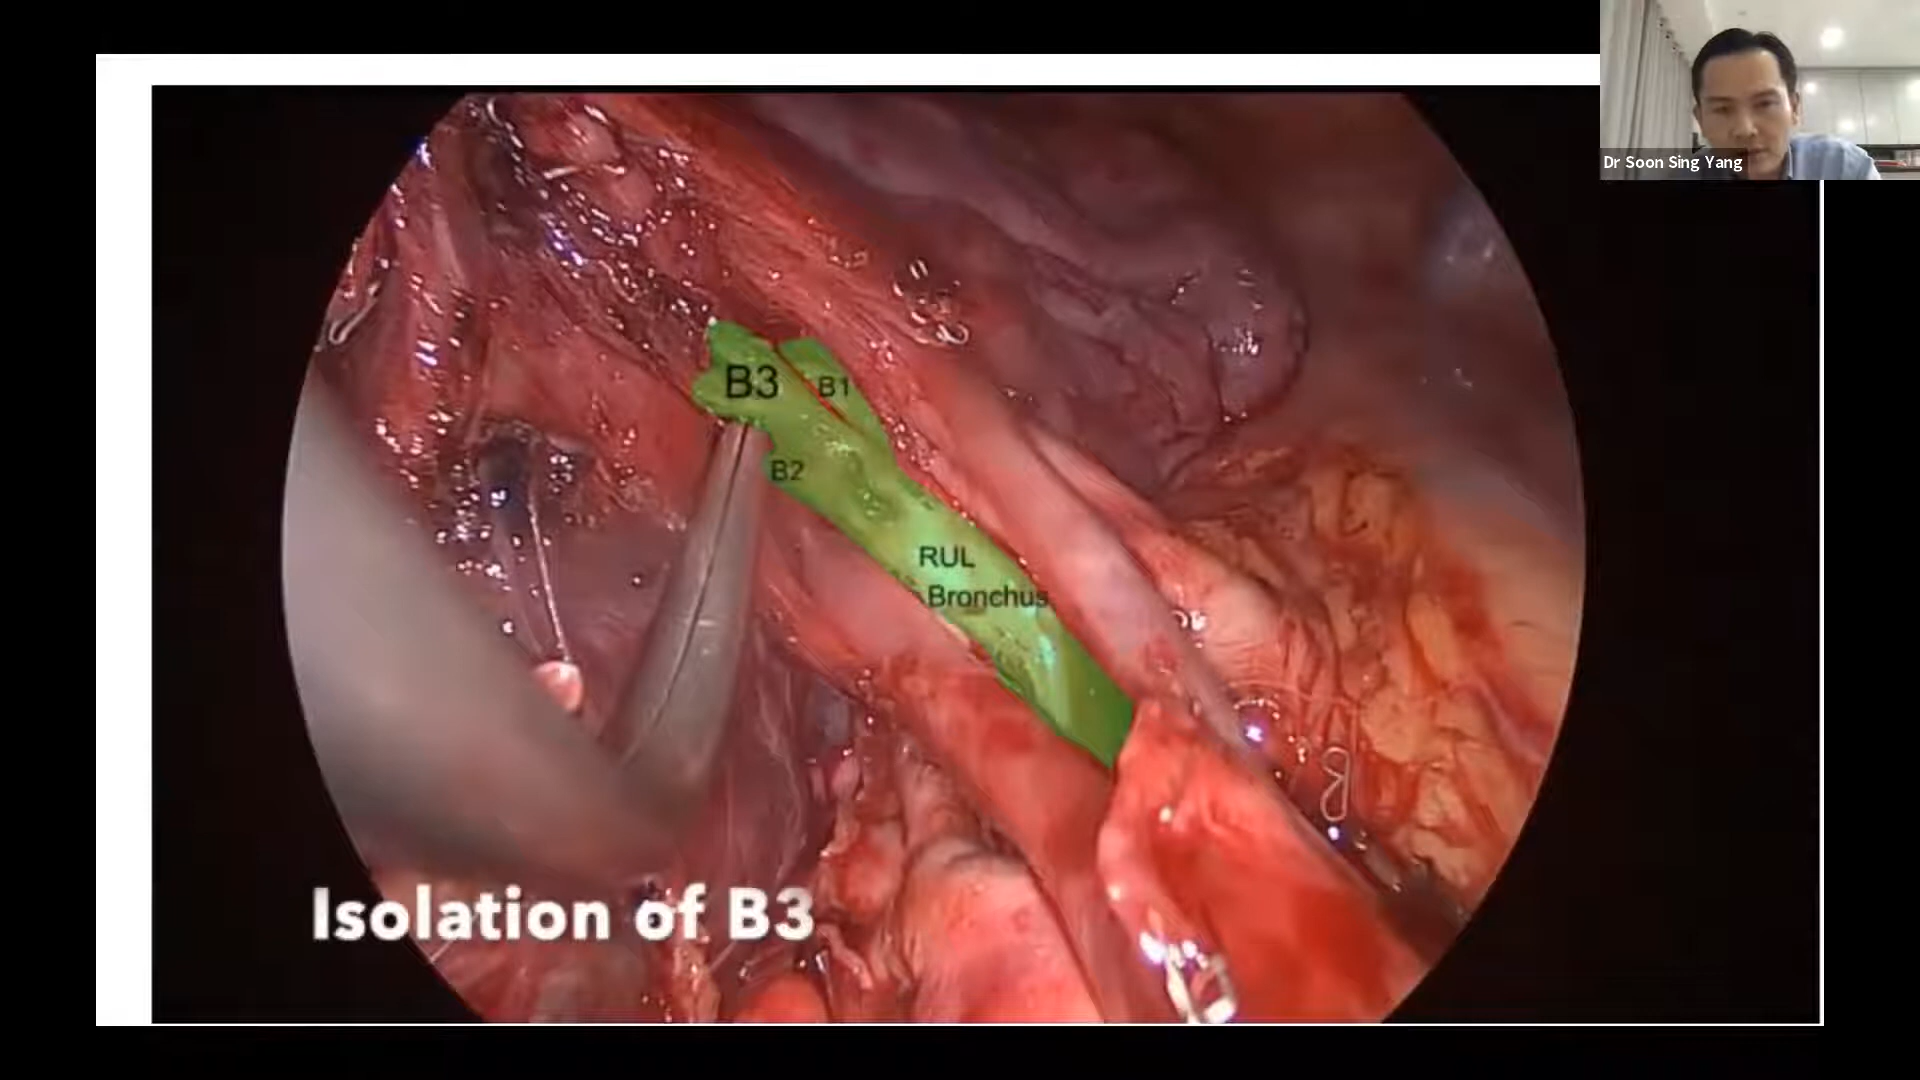 Dr Soon Sing Yang
B3
B1
B2
RUL
Bronchus
Isolation of B3